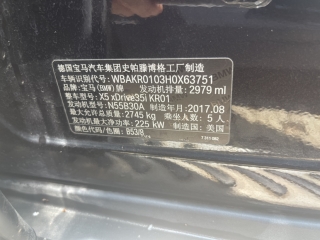 德国宝马汽车集团史帕滕博格工厂制造
车辆识别代号: WBAKR0103H0X63751
品牌: 宝马(BMW)牌 发动机排量: 2979 ml
整车型号: X5 xDrive35i KR01
发动机型号: N55B30A 制造年月: 2017.08
最大允许总质量: 2745 kg 乘坐人数: 5 人
发动机最大净功率: 225 kW 制造国: 美国
颜色代码: 853/8